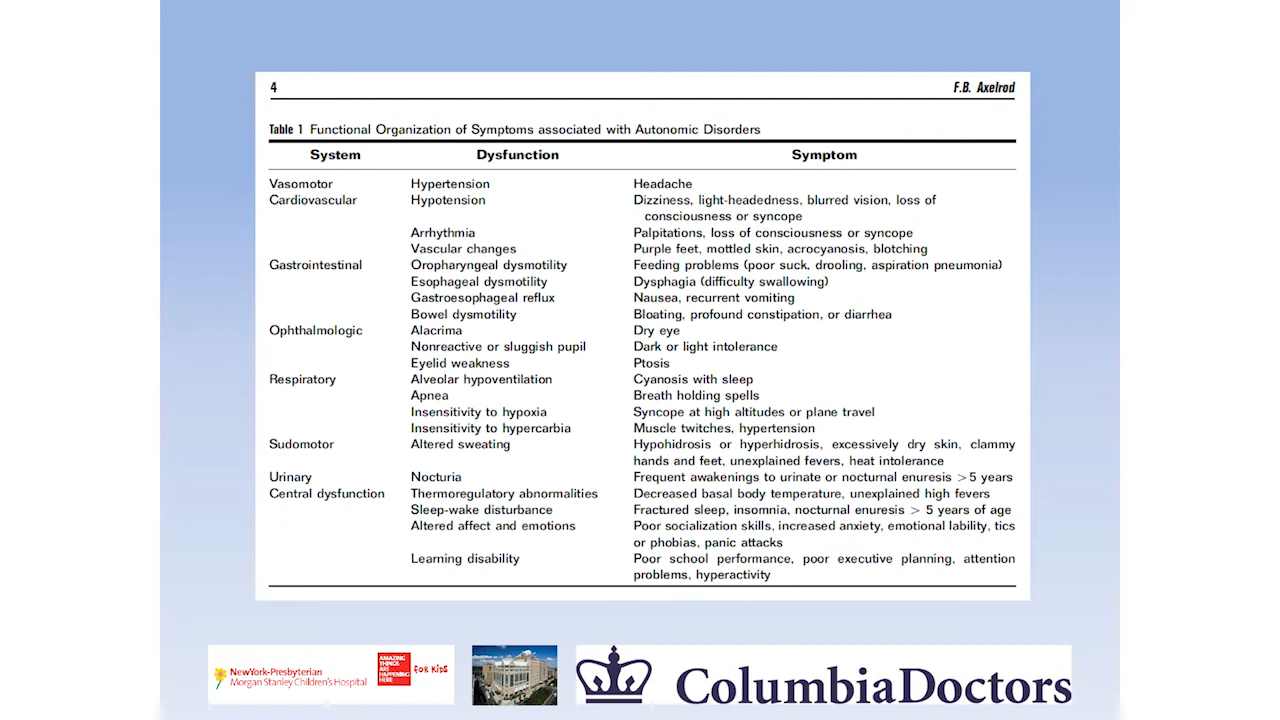 4 F.B. Axelrod
Table 1 Functional Organization of Symptoms associated with Autonomic Disorders
System Dysfunction Symptom
Vasomotor Hypertension Headache
Cardiovascular Hypotension Dizziness, light-headedness, blurred vision, loss of
consciousness or syncope
Arrhythmia Palpitations, loss of consciousness or syncope
Vascular changes Purple feet, mottled skin, acrocyanosis, blotching
Gastrointestinal Oropharyngeal dysmotility Feeding problems (poor suck, drooling, aspiration pneumonia)
Esophageal dysmotility Dysphagia (difficulty swallowing)
Gastroesophageal reflux Nausea, recurrent vomiting
Bowel dysmotility Bloating, profound constipation, or diarrhea
Ophthalmologic Alacrima Dry eye
Nonreactive or sluggish pupil Dark or light intolerance
Eyelid weakness Ptosis
Respiratory Alveolar hypoventilation Cyanosis with sleep
Apnea Breath holding spells
Insensitivity to hypoxia Syncope at high altitudes or plane travel
Insensitivity to hypercarbia Muscle twitches, hypertension
Sudomotor Altered sweating Hypohidrosis or hyperhidrosis, excessively dry skin, clammy
hands and feet, unexplained fevers, heat intolerance
Urinary Nocturia Frequent awakenings to urinate or nocturnal enuresis >5 years
Central dysfunction Thermoregulatory abnormalities Decreased basal body temperature, unexplained high fevers
Sleep-wake disturbance Fractured sleep, insomnia, nocturnal enuresis > 5 years of age
Altered affect and emotions Poor socialization skills, increased anxiety, emotional lability, tics
or phobias, panic attacks
Learning disability Poor school performance, poor executive planning, attention
problems, hyperactivity
NewYork-Presbyterian
Morgan Stanley Children's Hospital
AMAZING
THINGS
ARE
HAPPENING
HERE
FOR KIDS
ColumbiaDoctors